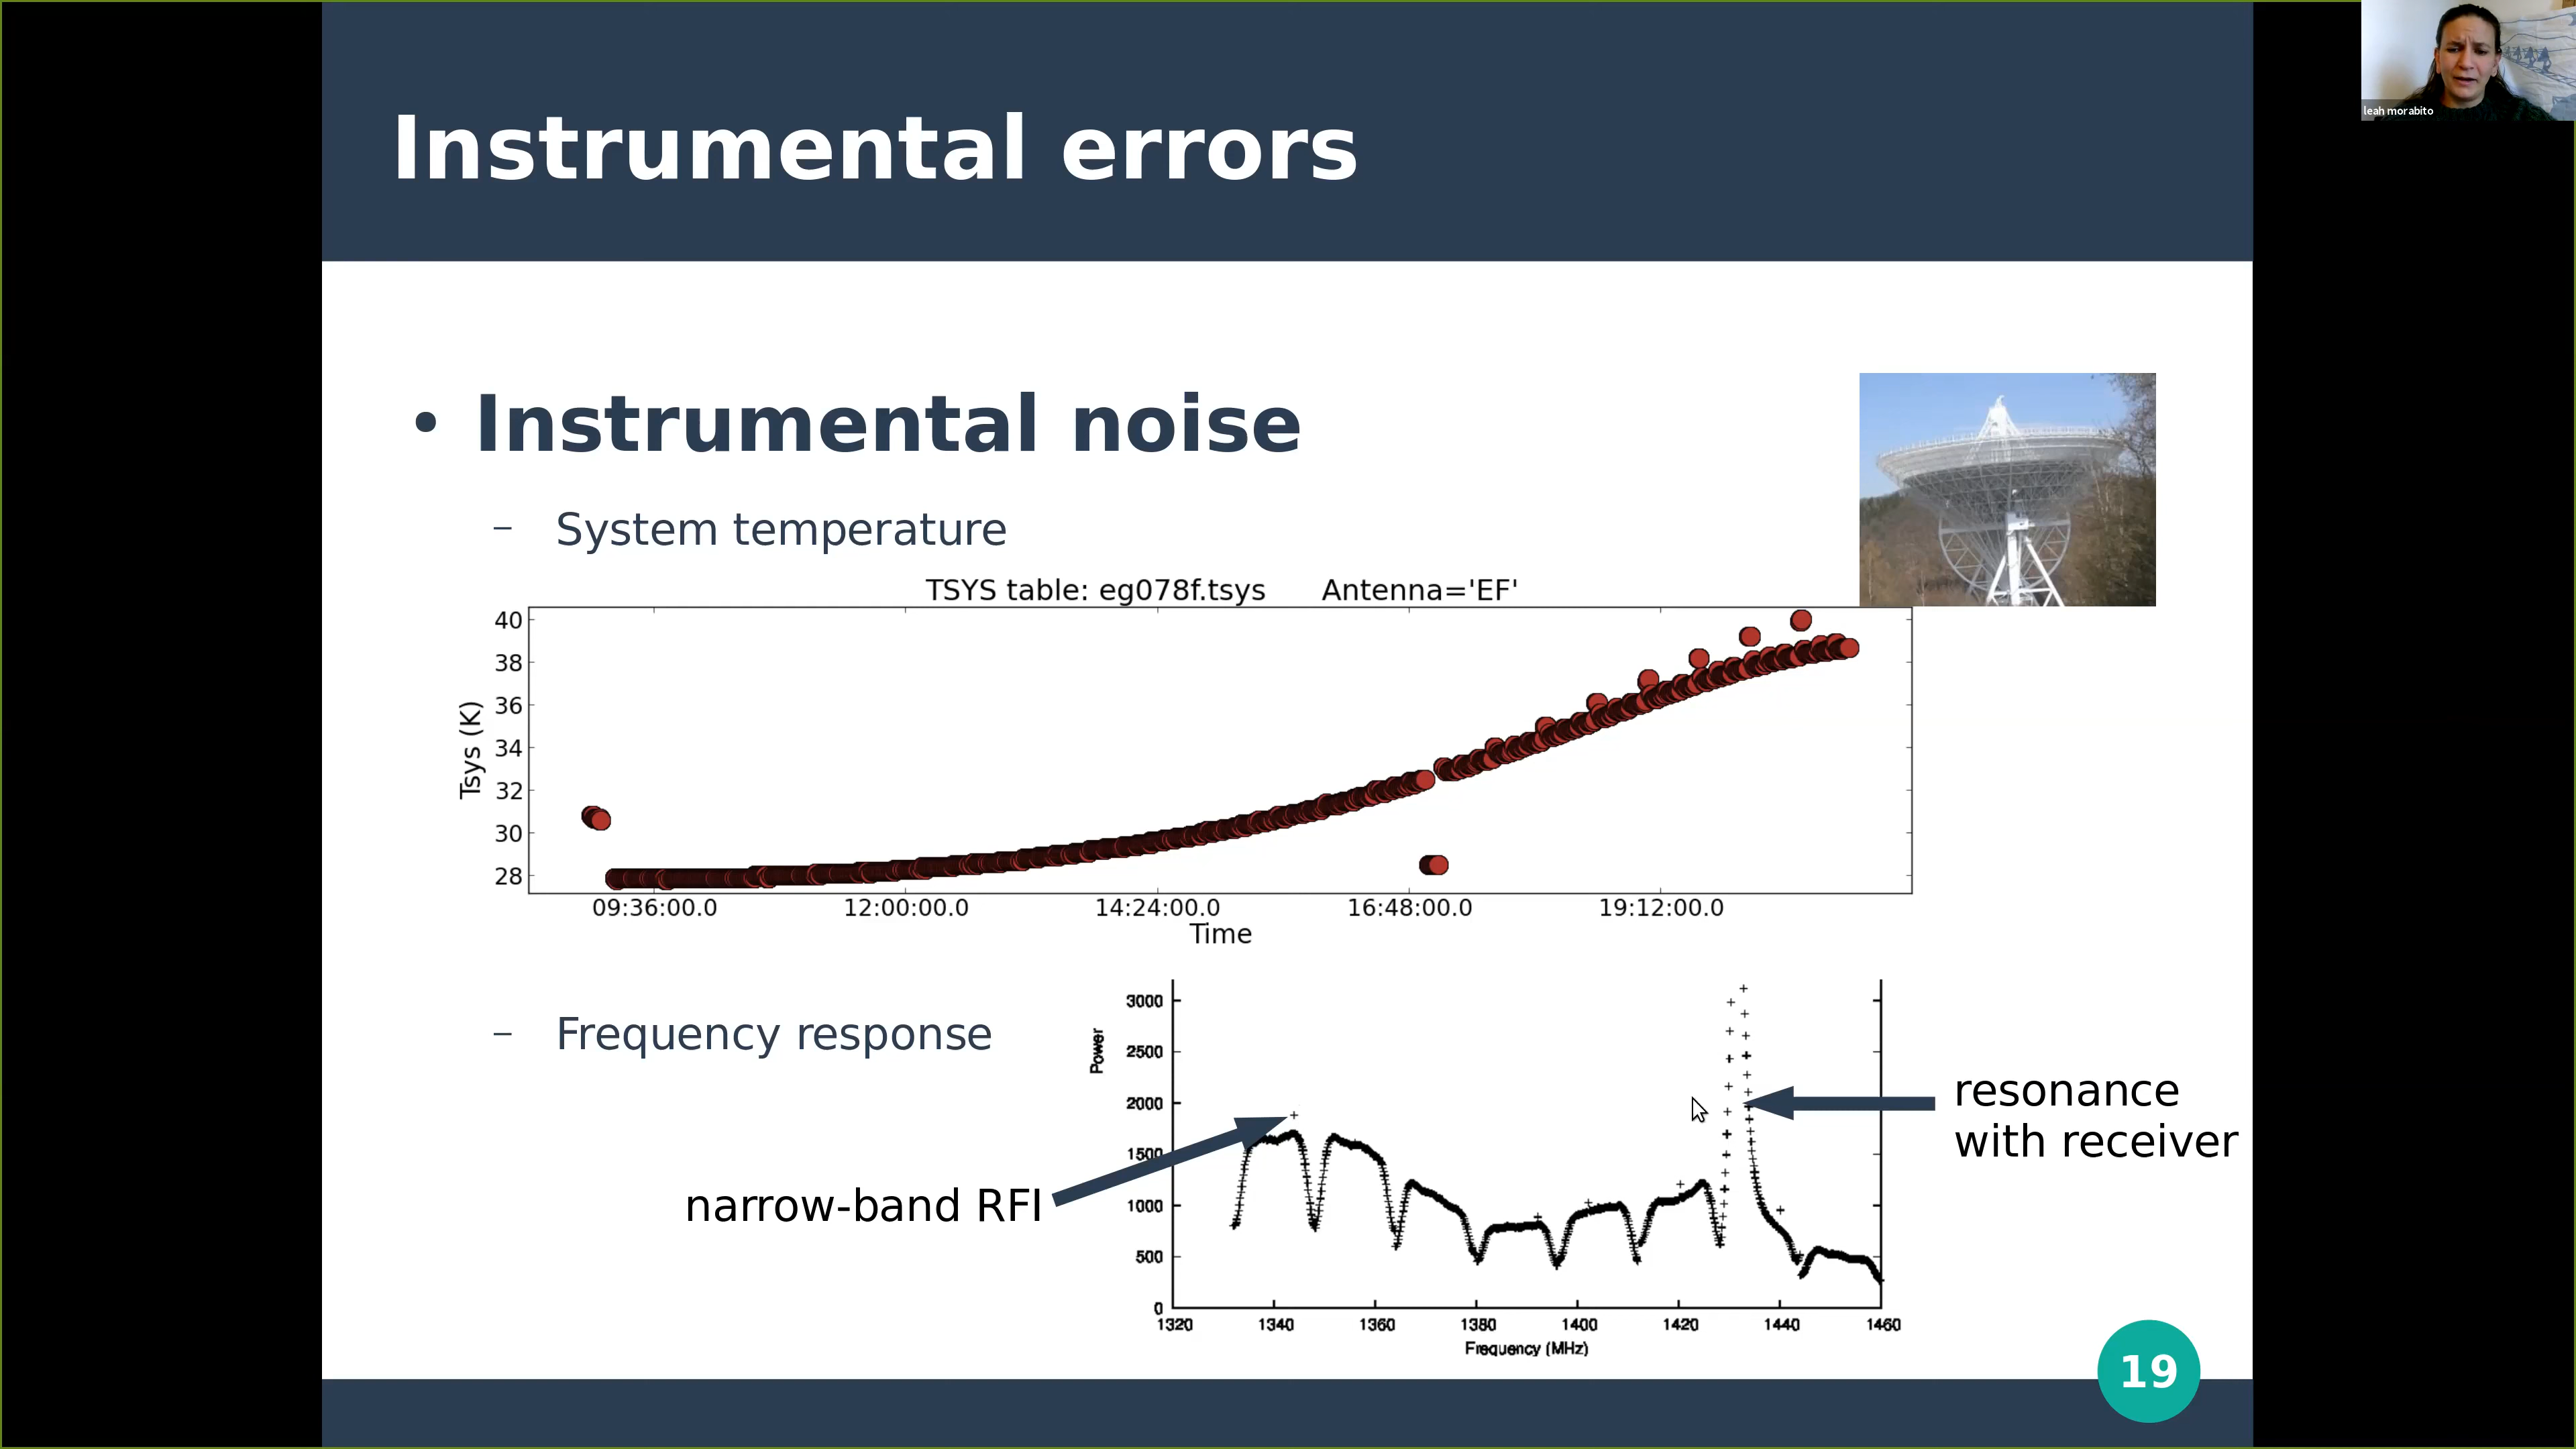 leah morabito
Instrumental errors
• Instrumental noise
– System temperature
TSYS table: eg078f.tsys Antenna='EF'
40
38
36
34
32
30
28
Tsys (K)
09:36:00.0 12:00:00.0 14:24:00.0 16:48:00.0 19:12:00.0
Time
– Frequency response
3000
2500
2000
1500
1000
500
0
Power
1320 1340 1360 1380 1400 1420 1440 1460
Frequency (MHz)
narrow-band RFI
resonance
with receiver
19